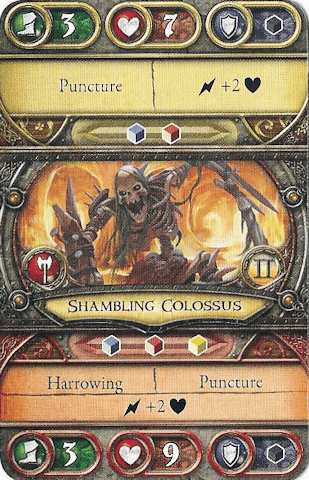 3 7
Puncture +2
II
SHAMBLING COLOSSUS
Harrowing Puncture
+2
3 9